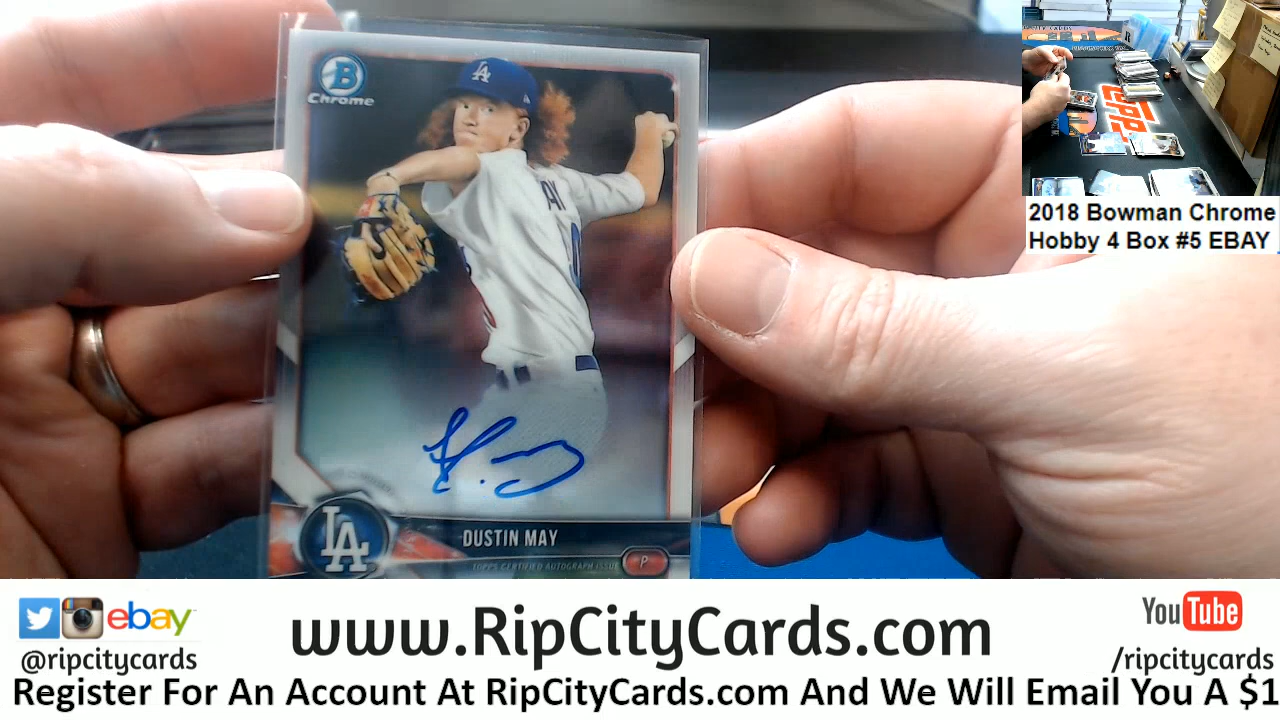 B
Chrome
LA
AY
LA
DUSTIN MAY
TOPPS CERTIFIED AUTOGRAPH ISSUE
P
2018 Bowman Chrome
Hobby 4 Box #5 EBAY
ebay
@ripcitycards
www.RipCityCards.com
YouTube
/ripcitycards
Register For An Account At RipCityCards.com And We Will Email You A $1